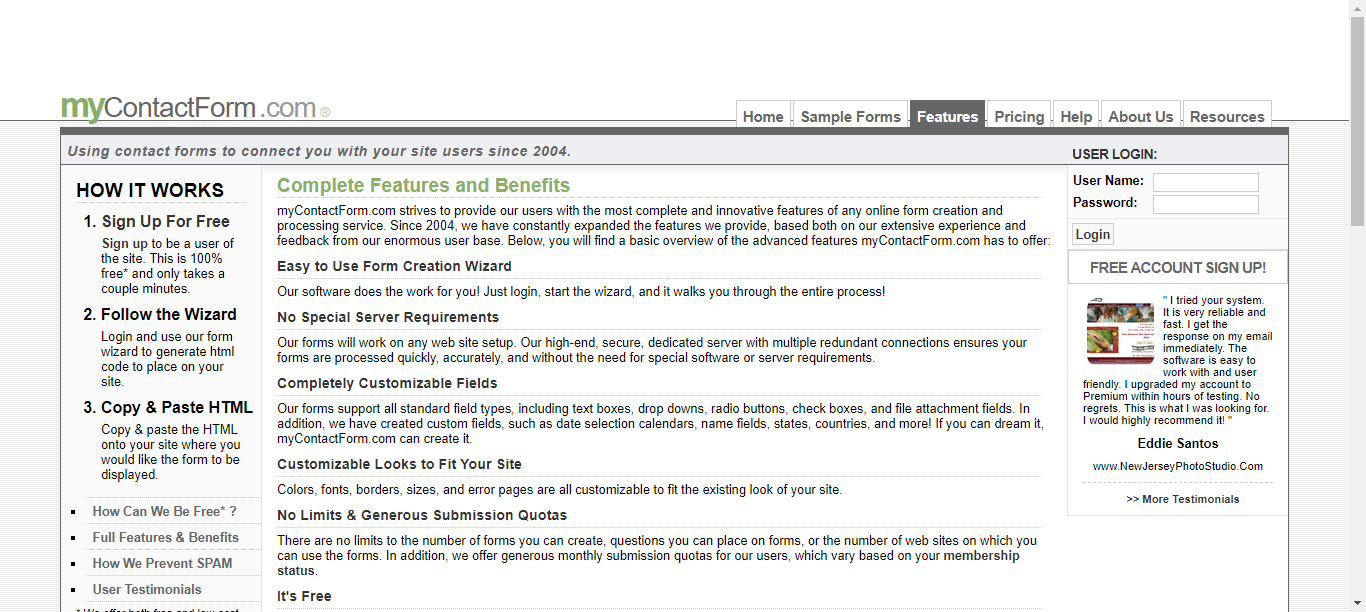 myContactForm.com ®
Home
Sample Forms
Features
Pricing
Help
About Us
Resources
Using contact forms to connect you with your site users since 2004.
HOW IT WORKS
1. Sign Up For Free
Sign up to be a user of
the site. This is 100%
free* and only takes a
couple minutes.
2. Follow the Wizard
Login and use our form
wizard to generate html
code to place on your
site.
3. Copy & Paste HTML
Copy & paste the HTML
onto your site where you
would like the form to be
displayed.
How Can We Be Free* ?
Full Features & Benefits
How We Prevent SPAM
User Testimonials
* We offer both free and low cost
Complete Features and Benefits
myContactForm.com strives to provide our users with the most complete and innovative features of any online form creation and
processing service. Since 2004, we have constantly expanded the features we provide, based both on our extensive experience and
feedback from our enormous user base. Below, you will find a basic overview of the advanced features myContactForm.com has to offer:
Easy to Use Form Creation Wizard
Our software does the work for you! Just login, start the wizard, and it walks you through the entire process!
No Special Server Requirements
Our forms will work on any web site setup. Our high-end, secure, dedicated server with multiple redundant connections ensures your
forms are processed quickly, accurately, and without the need for special software or server requirements.
Completely Customizable Fields
Our forms support all standard field types, including text boxes, drop downs, radio buttons, check boxes, and file attachment fields. In
addition, we have created custom fields, such as date selection calendars, name fields, states, countries, and more! If you can dream it,
myContactForm.com can create it.
Customizable Looks to Fit Your Site
Colors, fonts, borders, sizes, and error pages are all customizable to fit the existing look of your site.
No Limits & Generous Submission Quotas
There are no limits to the number of forms you can create, questions you can place on forms, or the number of web sites on which you
can use the forms. In addition, we offer generous monthly submission quotas for our users, which vary based on your membership
status.
It's Free
USER LOGIN:
User Name:
Password:
Login
FREE ACCOUNT SIGN UP!
" I tried your system.
It is very reliable and
fast. I get the
response on my email
immediately. The
software is easy to
work with and user
friendly. I upgraded my account to
Premium within hours of testing. No
regrets. This is what I was looking for.
I would highly recommend it! "
Eddie Santos
www.NewJerseyPhotoStudio.Com
>> More Testimonials